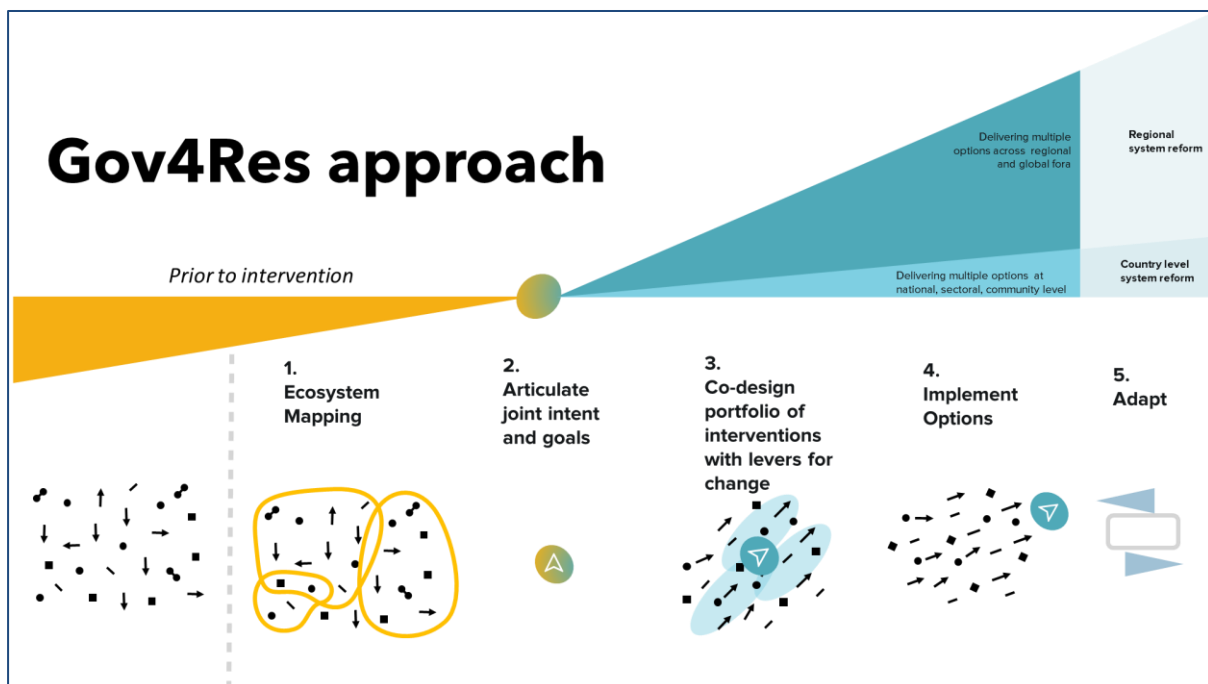 Gov4Res approach
Delivering multiple
options across regional
and global fora
Regional
system reform
Prior to intervention
Delivering multiple options at
national, sectoral, community level
Country level
system reform
1.
Ecosystem
Mapping
2.
Articulate
joint intent
and goals
3.
Co-design
portfolio of
interventions
with levers for
change
4.
Implement
Options
5.
Adapt